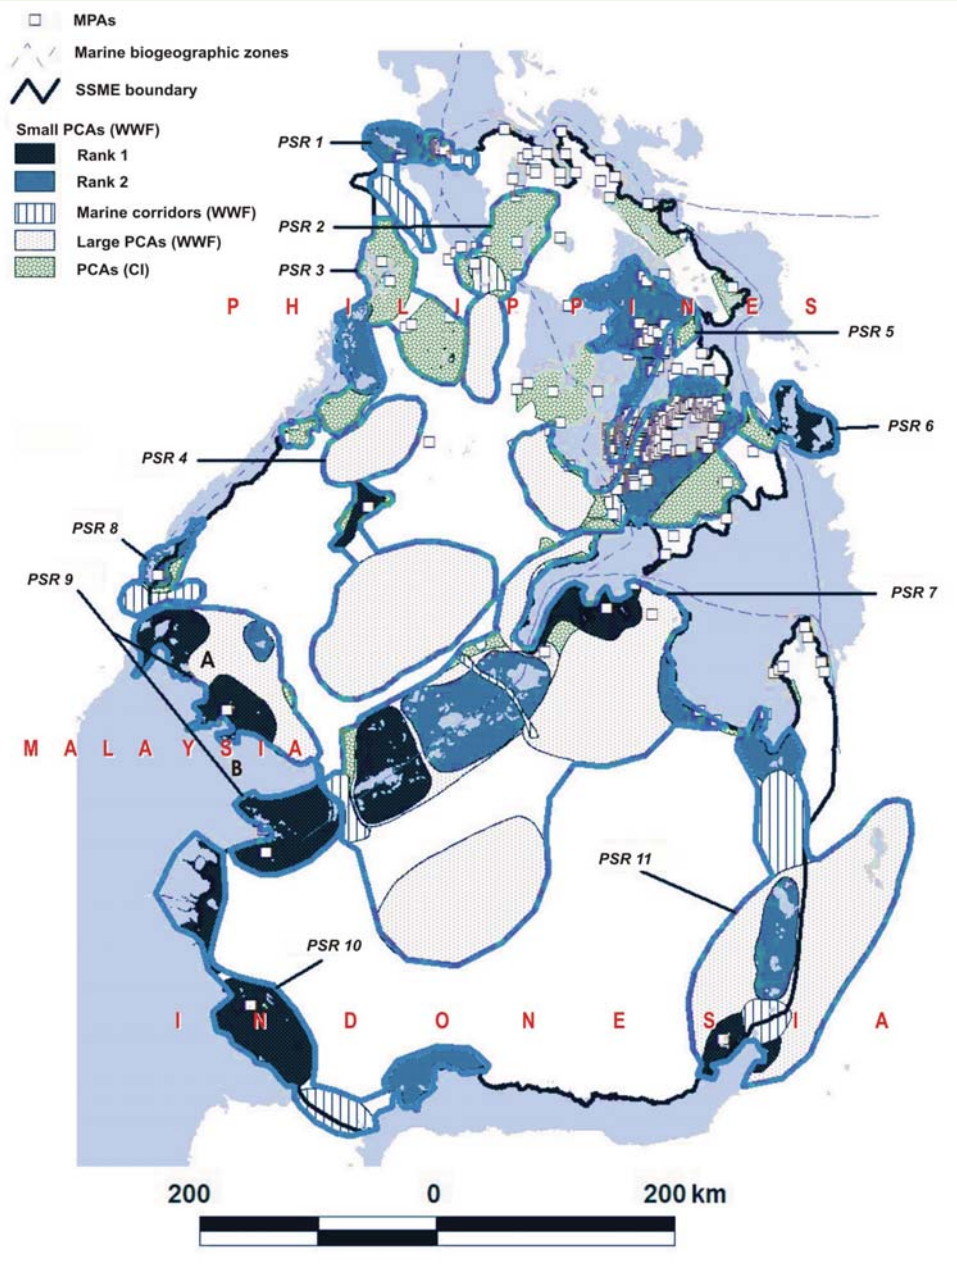 MPAs
Marine biogeographic zones
SSME boundary
Small PCAs (WWF)
Rank 1
Rank 2
Marine corridors (WWF)
Large PCAs (WWF)
PCAs (CI)
PSR 1
PSR 2
PSR 3
P H I L I P P I N E S
PSR 5
PSR 6
PSR 4
PSR 8
PSR 9
PSR 7
A
M A L A Y S I A
B
PSR 11
PSR 10
I N D O N E S I A
200 0 200 km